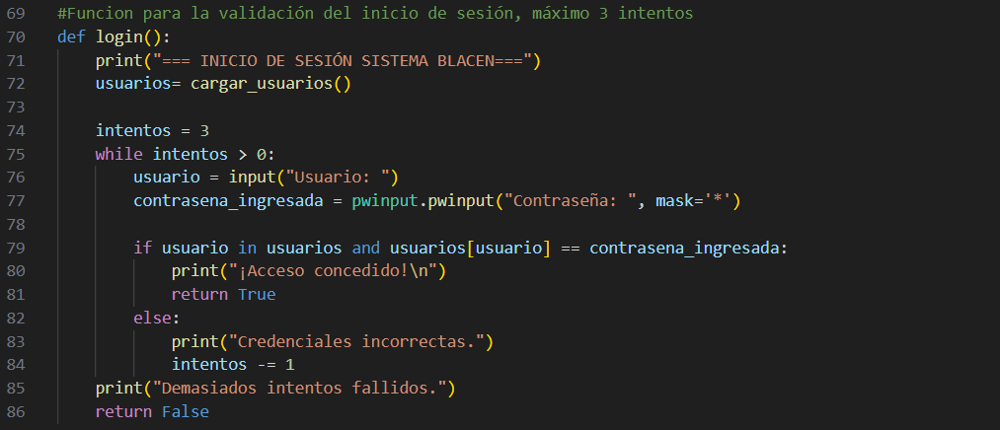 69 #Funcion para la validación del inicio de sesión, máximo 3 intentos
70 def login():
71     print("=== INICIO DE SESIÓN SISTEMA BLACEN===")
72     usuarios= cargar_usuarios()
73
74     intentos = 3
75     while intentos > 0:
76         usuario = input("Usuario: ")
77         contrasena_ingresada = pwinput.pwinput("Contraseña: ", mask='*')
78
79         if usuario in usuarios and usuarios[usuario] == contrasena_ingresada:
80             print("¡Acceso concedido!\n")
81             return True
82         else:
83             print("Credenciales incorrectas.")
84             intentos -= 1
85     print("Demasiados intentos fallidos.")
86     return False